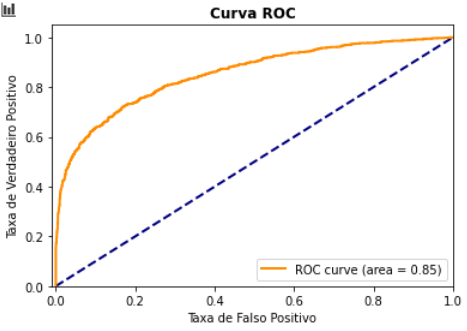 Curva ROC
Taxa de Verdadeiro Positivo
1.0
0.8
0.6
0.4
0.2
0.0
ROC curve (area = 0.85)
0.0 0.2 0.4 0.6 0.8 1.0
Taxa de Falso Positivo